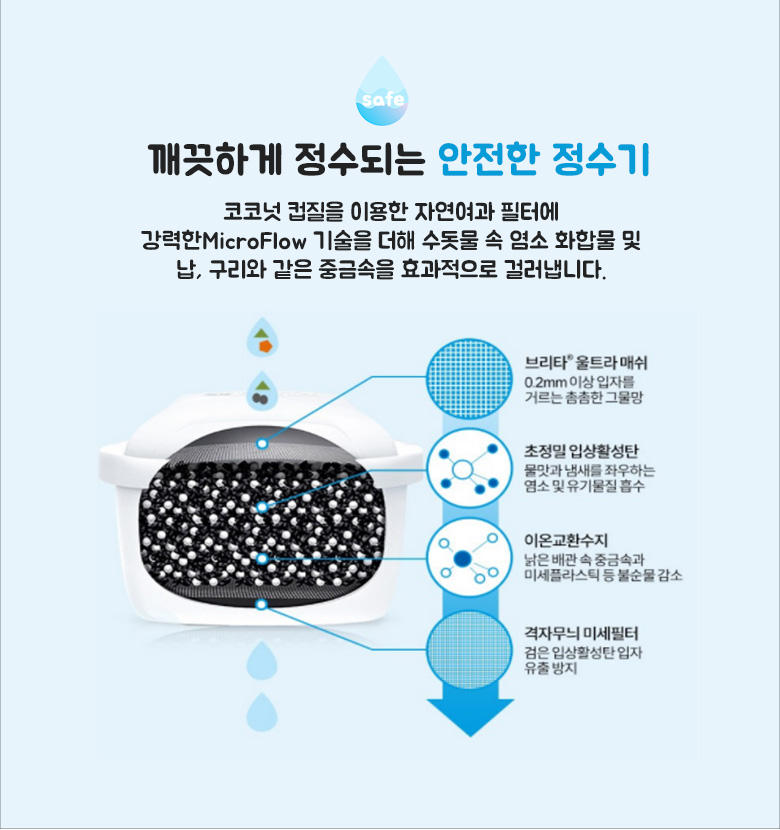 safe
깨끗하게 정수되는 안전한 정수기
코코넛 컵질을 이용한 자연여과 필터에
강력한MicroFlow 기술을 더해 수돗물 속 염소 화합물 및
납, 구리와 같은 중금속을 효과적으로 걸러냅니다.
브리타® 울트라 매쉬
0.2mm 이상 입자를
거르는 촘촘한 그물망
초정밀 입상활성탄
물맛과 냄새를 좌우하는
염소 및 유기물질 흡수
이온교환수지
낡은 배관 속 중금속과
미세플라스틱 등 불순물 감소
격자무늬 미세필터
검은 입상활성탄 입자
유출 방지